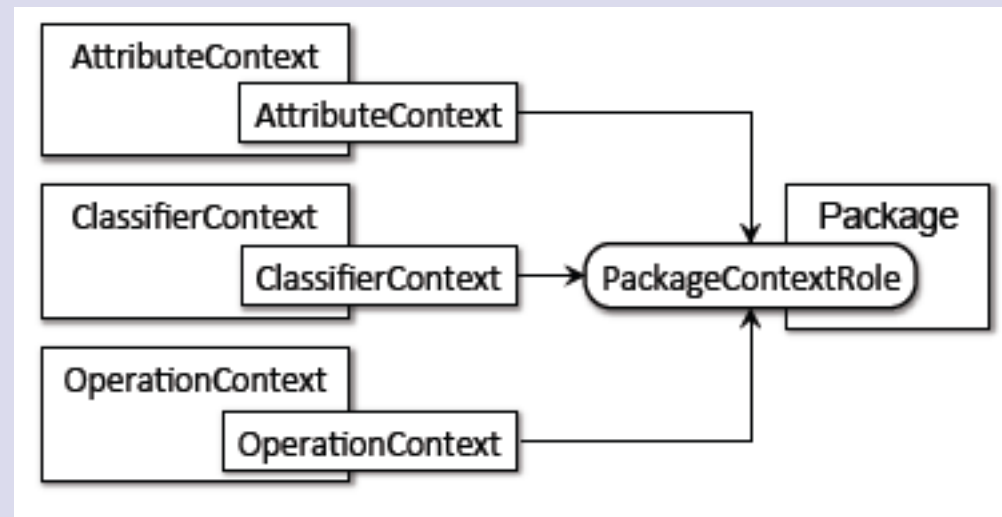 AttributeContext
AttributeContext
ClassifierContext
Package
ClassifierContext
PackageContextRole
OperationContext
OperationContext